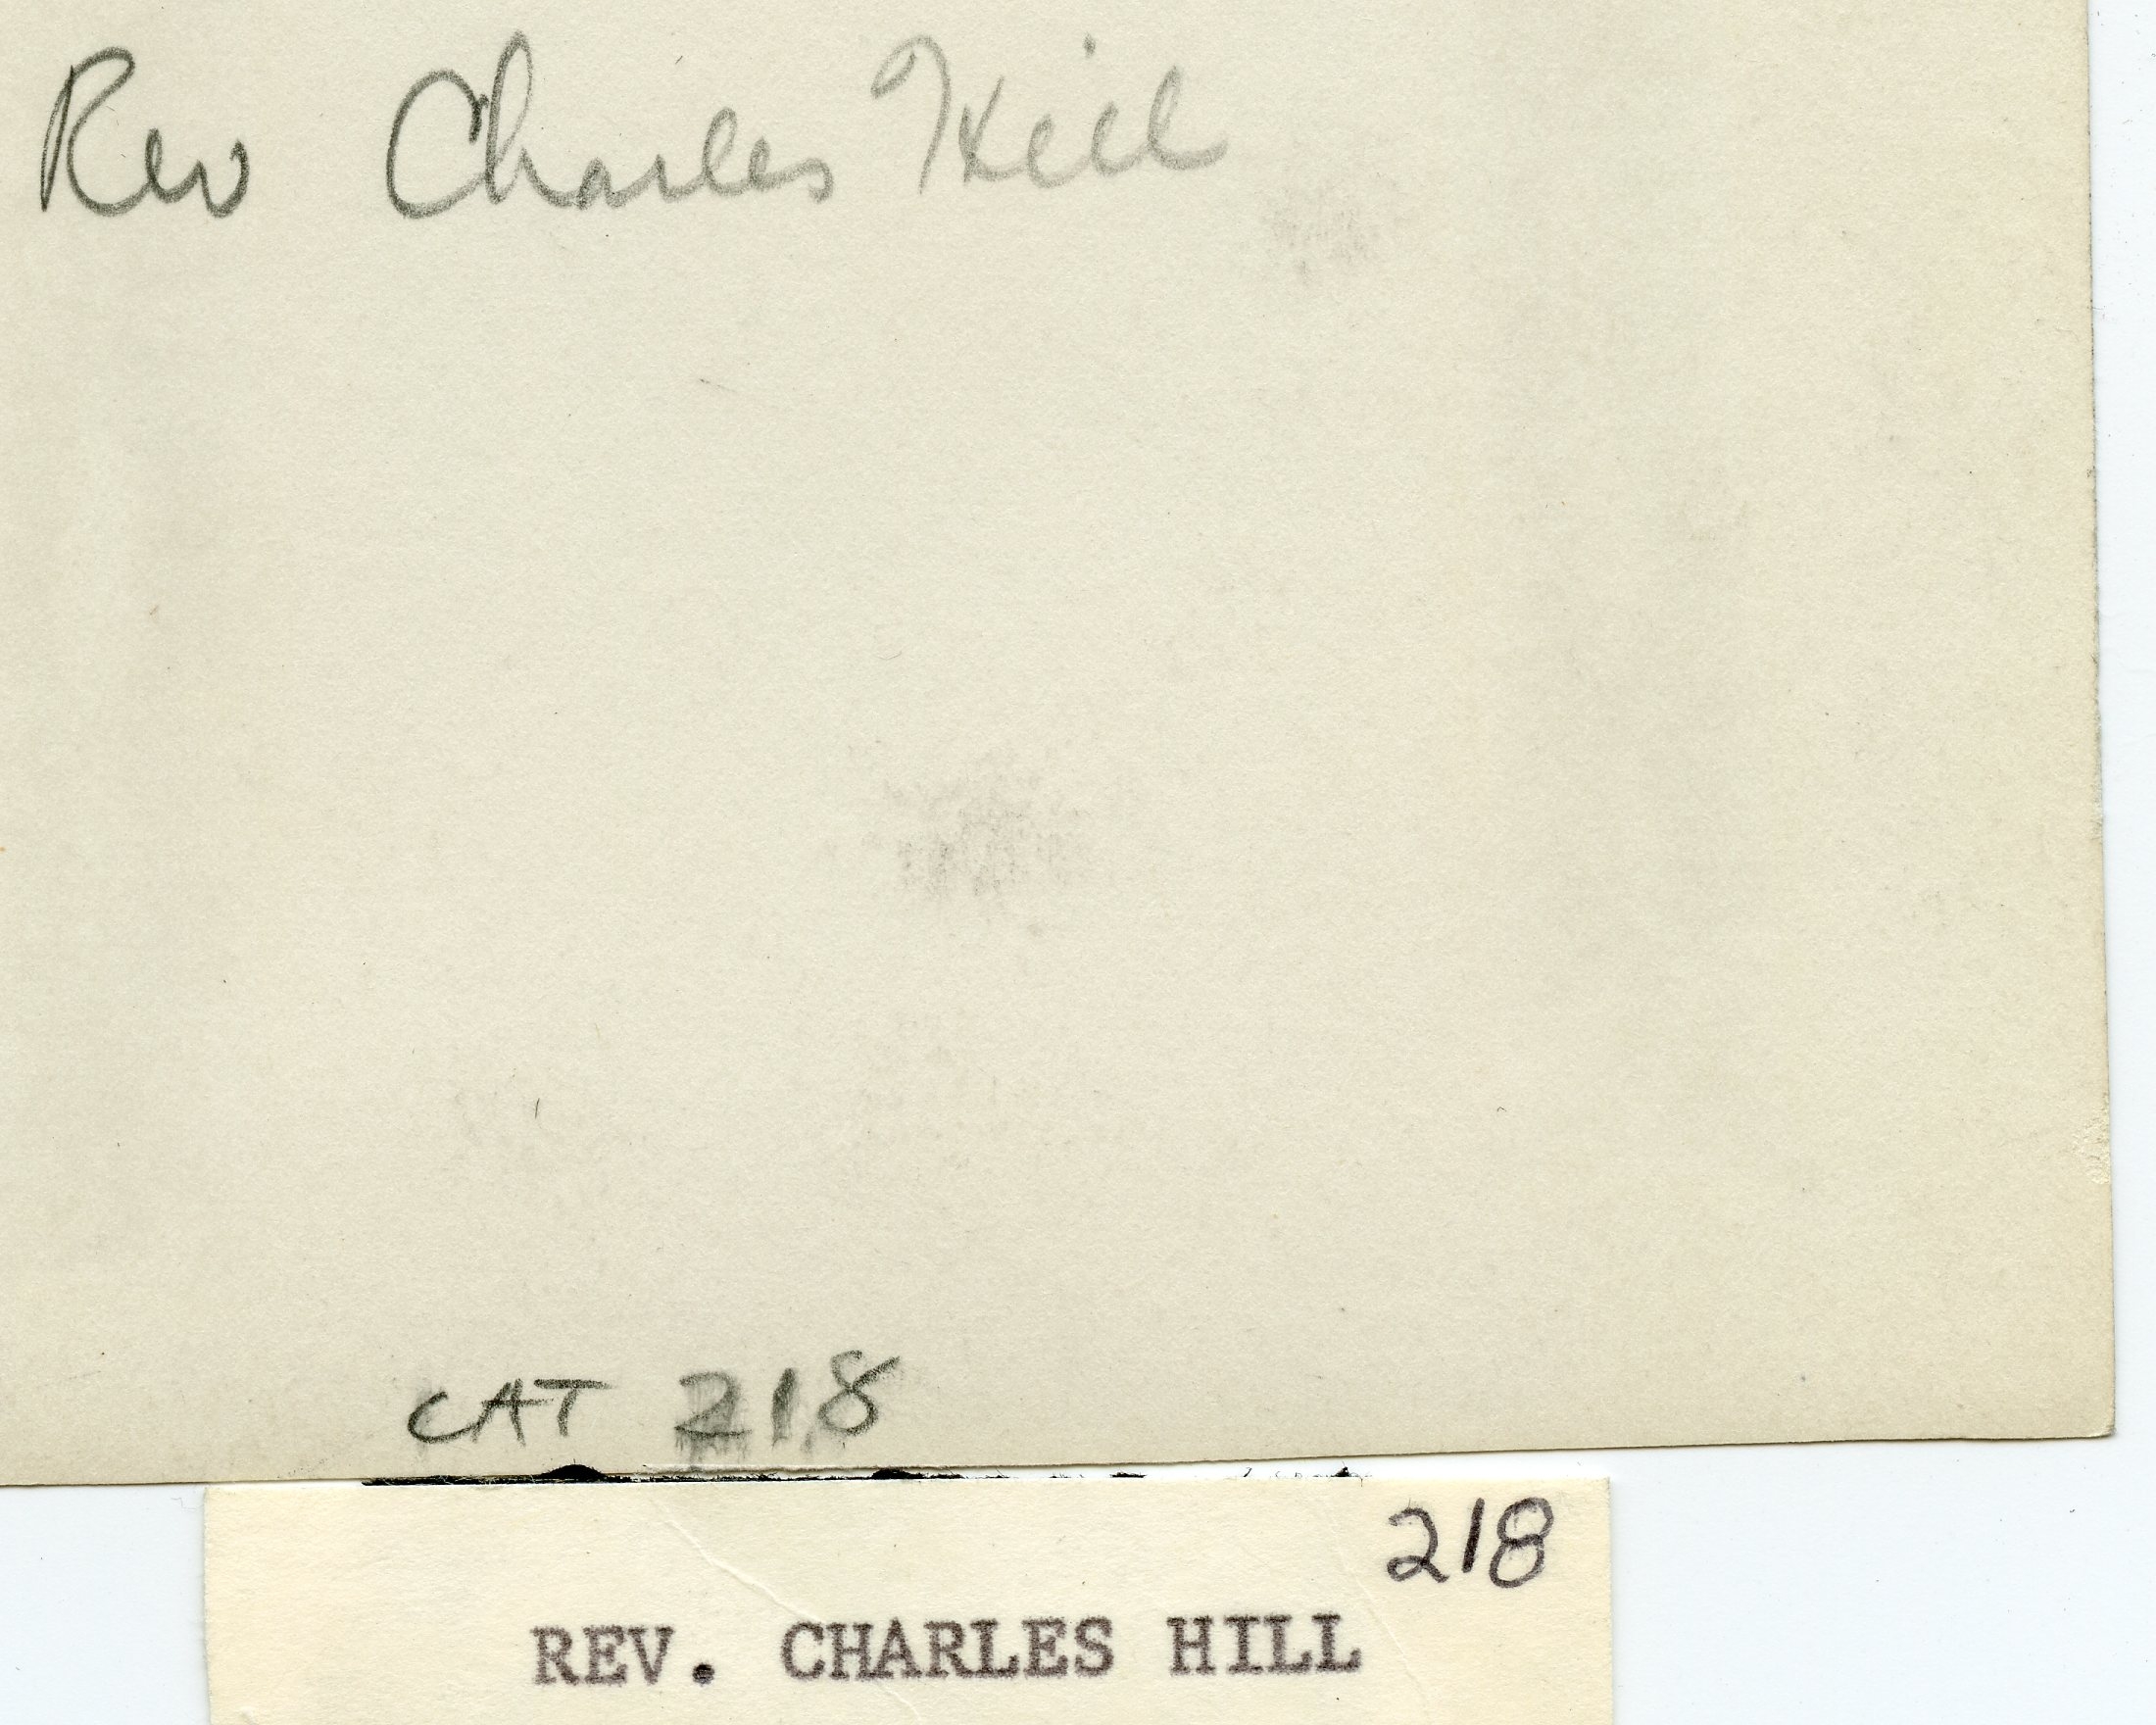 Rev Charles Hill
CAT 218
218
REV. CHARLES HILL